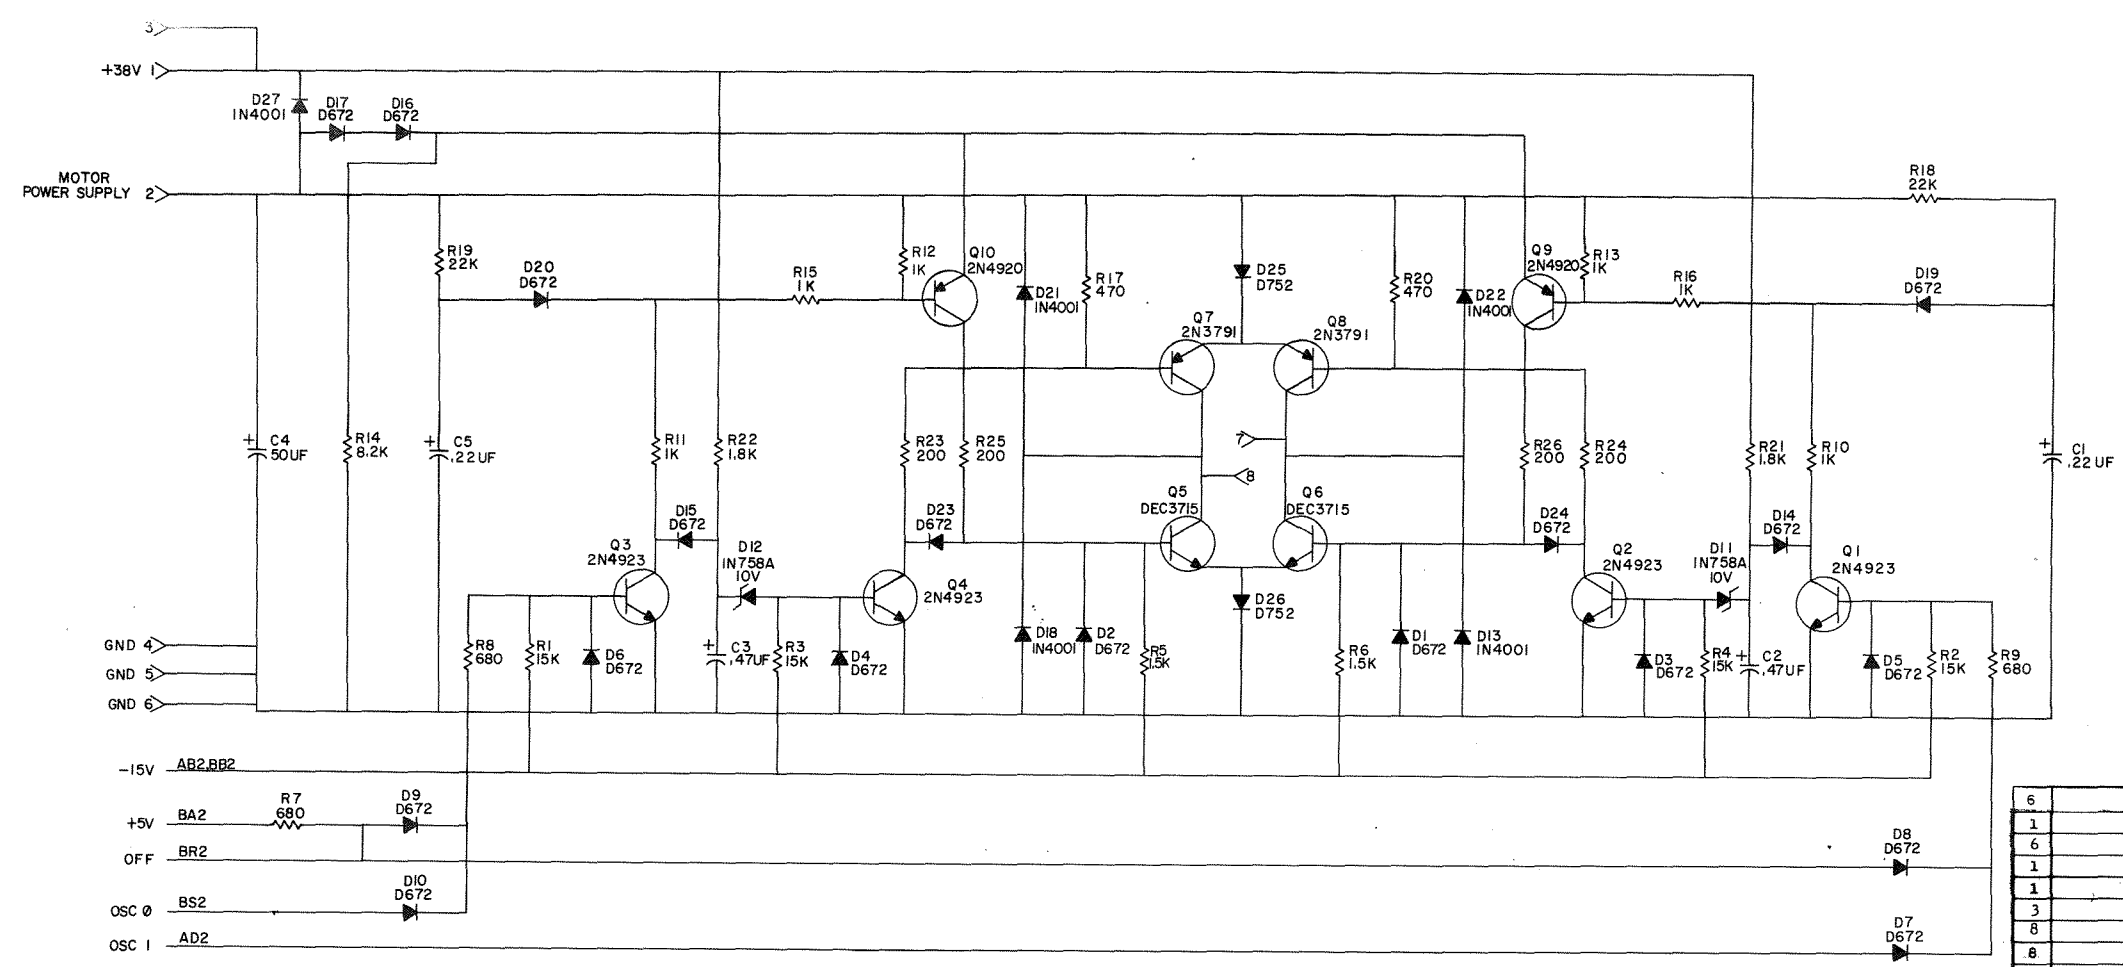 3
+38V 1
D27
1N4001
D17
D672
D16
D672
MOTOR
POWER SUPPLY 2
R18
22K
R19
22K
D20
D672
R15
1K
R12
1K
Q10
2N4920
D21
1N4001
R17
470
D25
D752
R20
470
D22
1N4001
Q9
2N4920
R13
1K
R16
1K
D19
D672
Q7
2N3791
Q8
2N3791
C4
50UF
R14
8.2K
C5
.22UF
R11
1K
R22
1.8K
R23
200
R25
200
7
8
R26
200
R24
200
R21
1.8K
R10
1K
C1
.22UF
Q5
DEC3715
Q6
DEC3715
D15
D672
D23
D672
D24
D672
D14
D672
Q3
2N4923
D12
1N758A
10V
Q4
2N4923
D26
D752
Q2
2N4923
D11
1N758A
10V
Q1
2N4923
GND 4
GND 5
GND 6
R8
680
R1
15K
D6
D672
C3
.47UF
R3
15K
D4
D672
D18
1N4001
D2
D672
R5
1.5K
R6
1.5K
D1
D672
D13
1N4001
D3
D672
R4
15K
C2
.47UF
D5
D672
R2
15K
R9
680
-15V AB2,BB2
+5V BA2
R7
680
D9
D672
OFF BR2
D8
D672
OSC 0 BS2
D10
D672
OSC 1 AD2
D7
D672
6
1
6
1
1
3
8
8